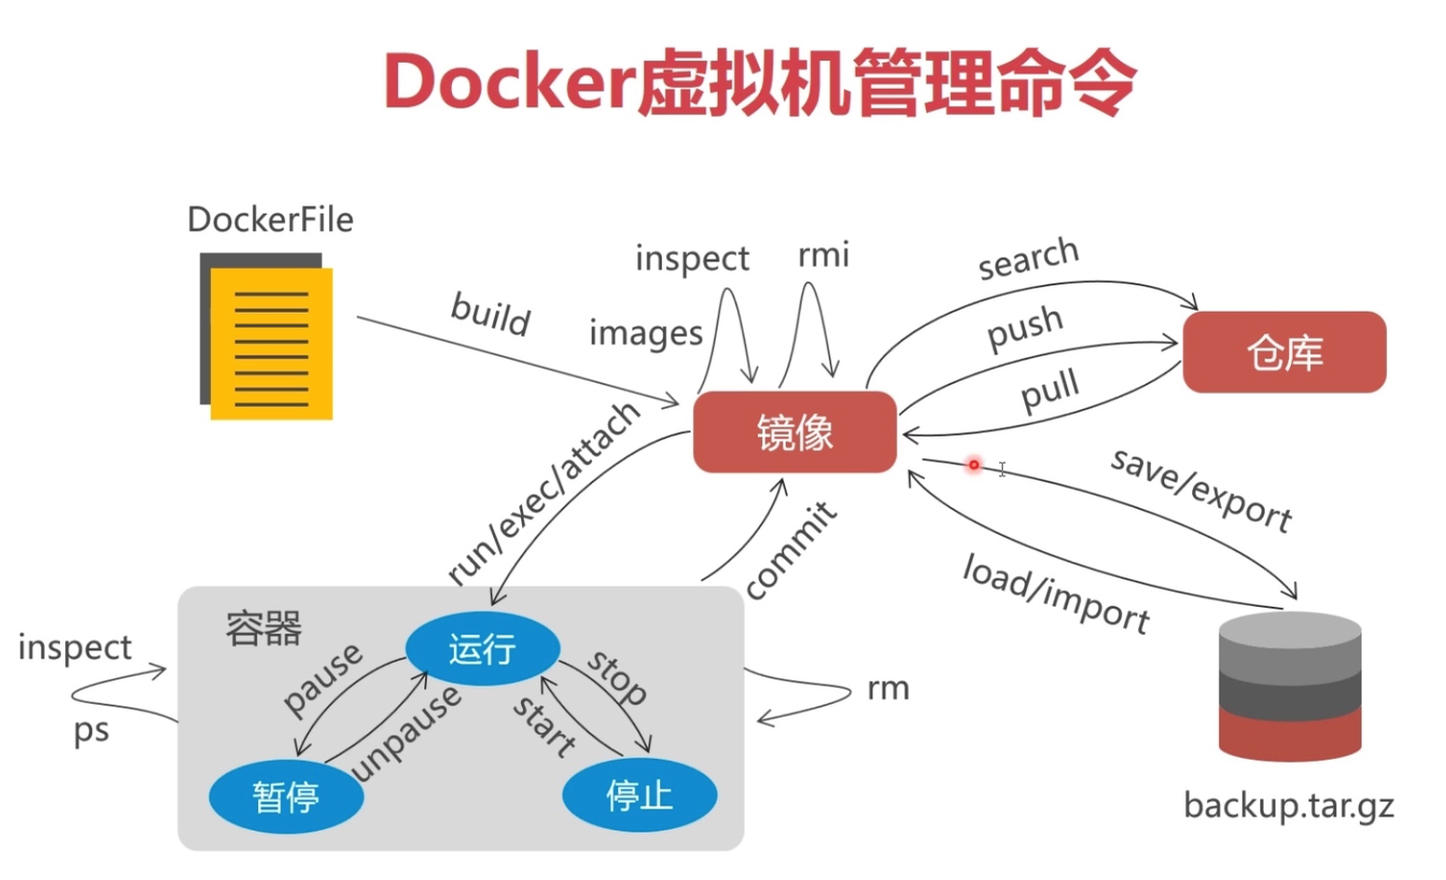 Docker虚拟机管理命令
DockerFile
build
inspect
images
rmi
search
push
pull
仓库
镜像
run/exec/attach
commit
save/export
load/import
backup.tar.gz
容器
运行
pause
unpause
stop
start
暂停
停止
inspect
ps
rm